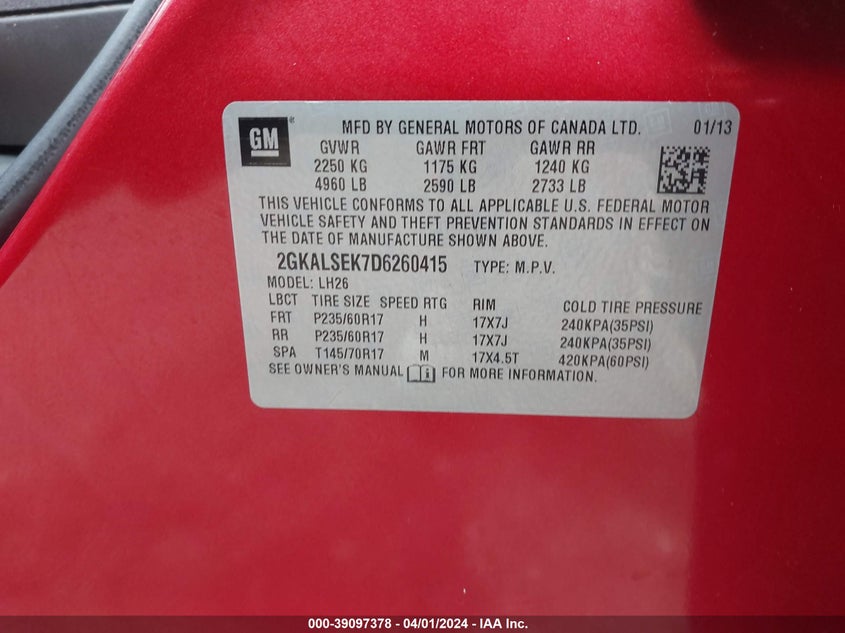 GM
MFD BY GENERAL MOTORS OF CANADA LTD. 01/13
GVWR GAWR FRT GAWR RR
2250 KG 1175 KG 1240 KG
4960 LB 2590 LB 2733 LB
THIS VEHICLE CONFORMS TO ALL APPLICABLE U.S. FEDERAL MOTOR
VEHICLE SAFETY AND THEFT PREVENTION STANDARDS IN EFFECT ON
THE DATE OF MANUFACTURE SHOWN ABOVE.
2GKALSEK7D6260415 TYPE: M.P.V.
MODEL: LH26
LBCT TIRE SIZE SPEED RTG RIM COLD TIRE PRESSURE
FRT P235/60R17 H 17X7J 240KPA(35PSI)
RR P235/60R17 H 17X7J 240KPA(35PSI)
SPA T145/70R17 M 17X4.5T 420KPA(60PSI)
SEE OWNER'S MANUAL FOR MORE INFORMATION.
000-39097378 - 04/01/2024 - IAA Inc.